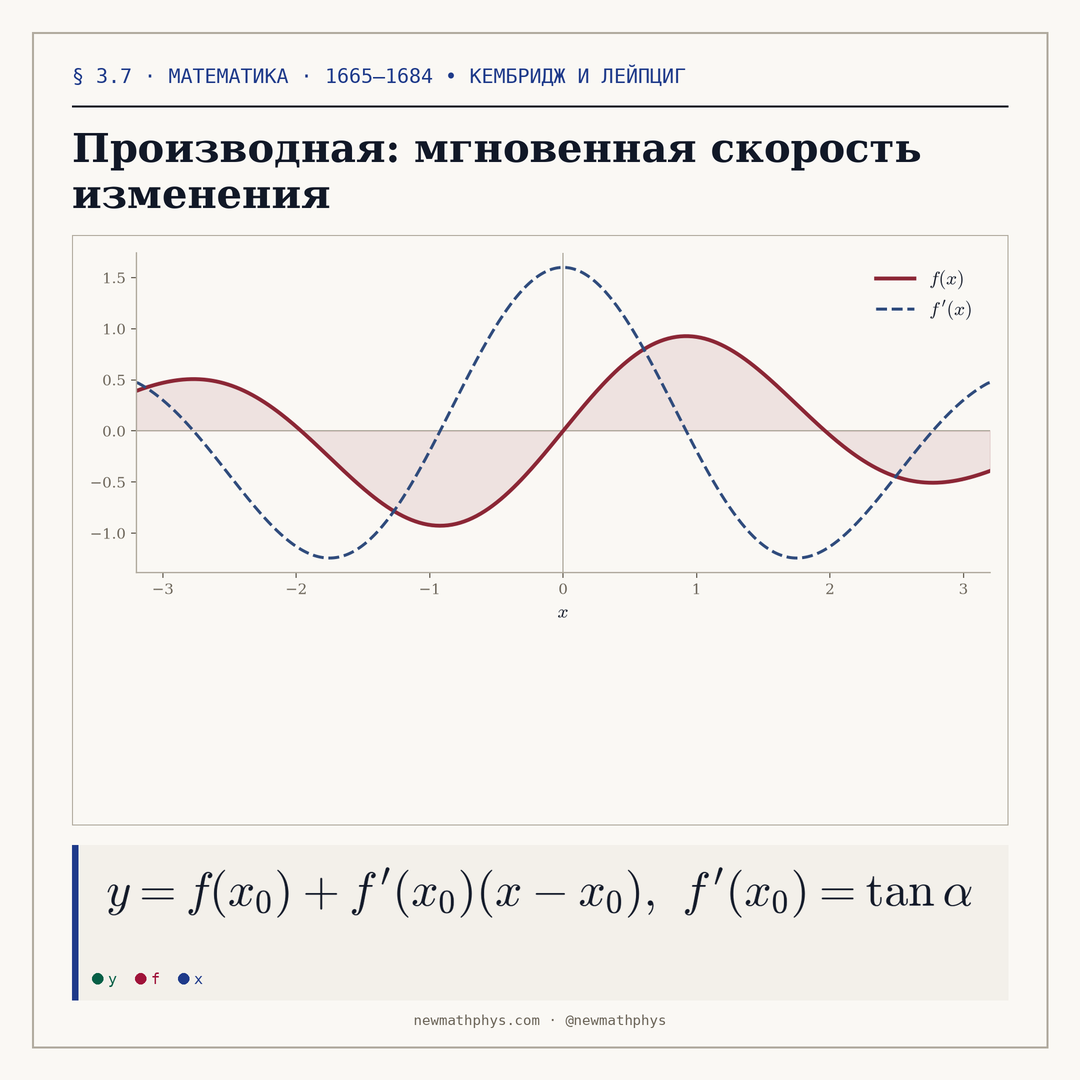 § 3.7 · МАТЕМАТИКА · 1665–1684 • КЕМБРИДЖ И ЛЕЙПЦИГ
Производная: мгновенная скорость
изменения
1.5
1.0
0.5
0.0
−0.5
−1.0
f(x)
f′(x)
−3 −2 −1 0 1 2 3
x
y = f(x₀) + f′(x₀)(x − x₀), f′(x₀) = tan α
y f x
newmathphys.com · @newmathphys